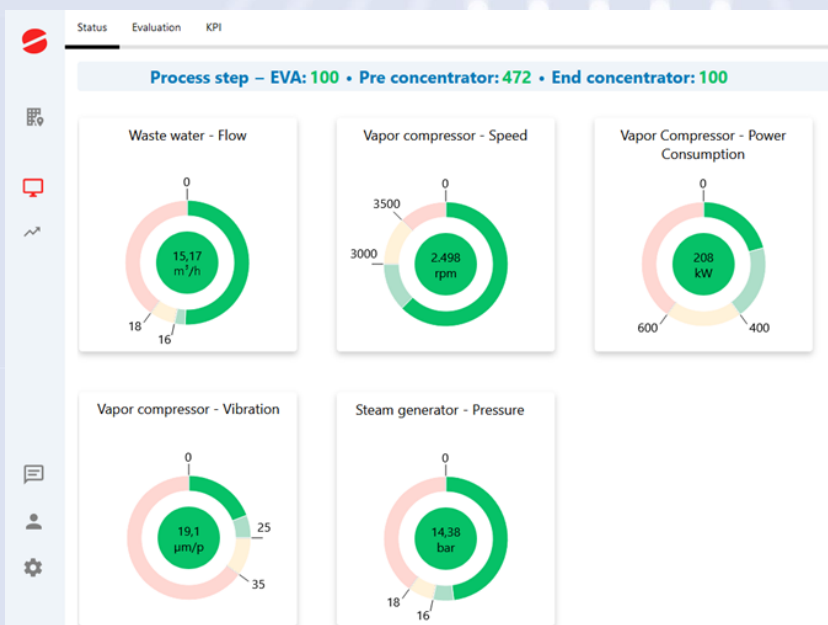 Status Evaluation KPI
Process step – EVA: 100 • Pre concentrator: 472 • End concentrator: 100
Waste water - Flow
0
15,17
m³/h
18
16
Vapor compressor - Speed
0
3500
3000
2.498
rpm
Vapor Compressor - Power
Consumption
0
208
kW
600
400
Vapor compressor - Vibration
0
19,1
µm/p
25
35
Steam generator - Pressure
0
14,38
bar
18
16